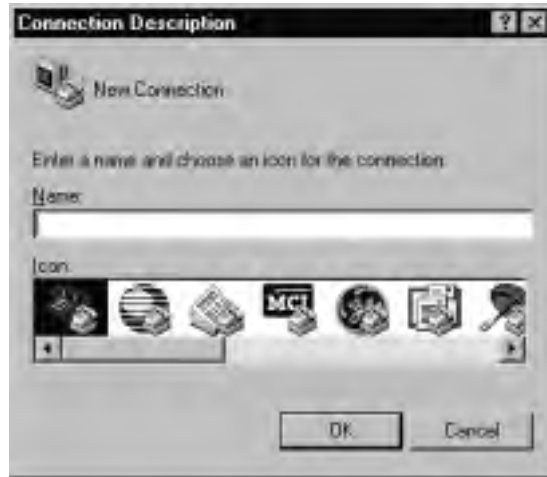 Connection Description
New Connection
Enter a name and choose an icon for the connection:
Name:
Icon:
MCI
OK
Cancel